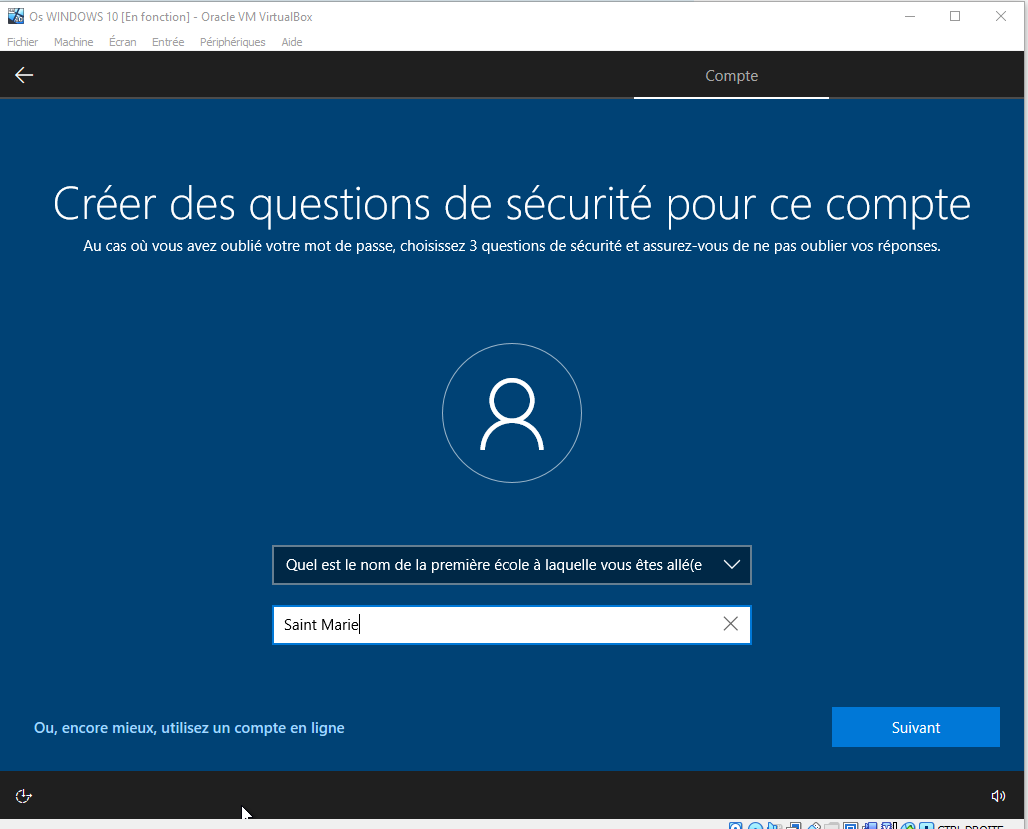 Os WINDOWS 10 [En fonction] - Oracle VM VirtualBox
Fichier Machine Écran Entrée Périphériques Aide
Compte
Créer des questions de sécurité pour ce compte
Au cas où vous avez oublié votre mot de passe, choisissez 3 questions de sécurité et assurez-vous de ne pas oublier vos réponses.
Quel est le nom de la première école à laquelle vous êtes allé(e
Saint Marie
Ou, encore mieux, utilisez un compte en ligne
Suivant
CTRL DROITE